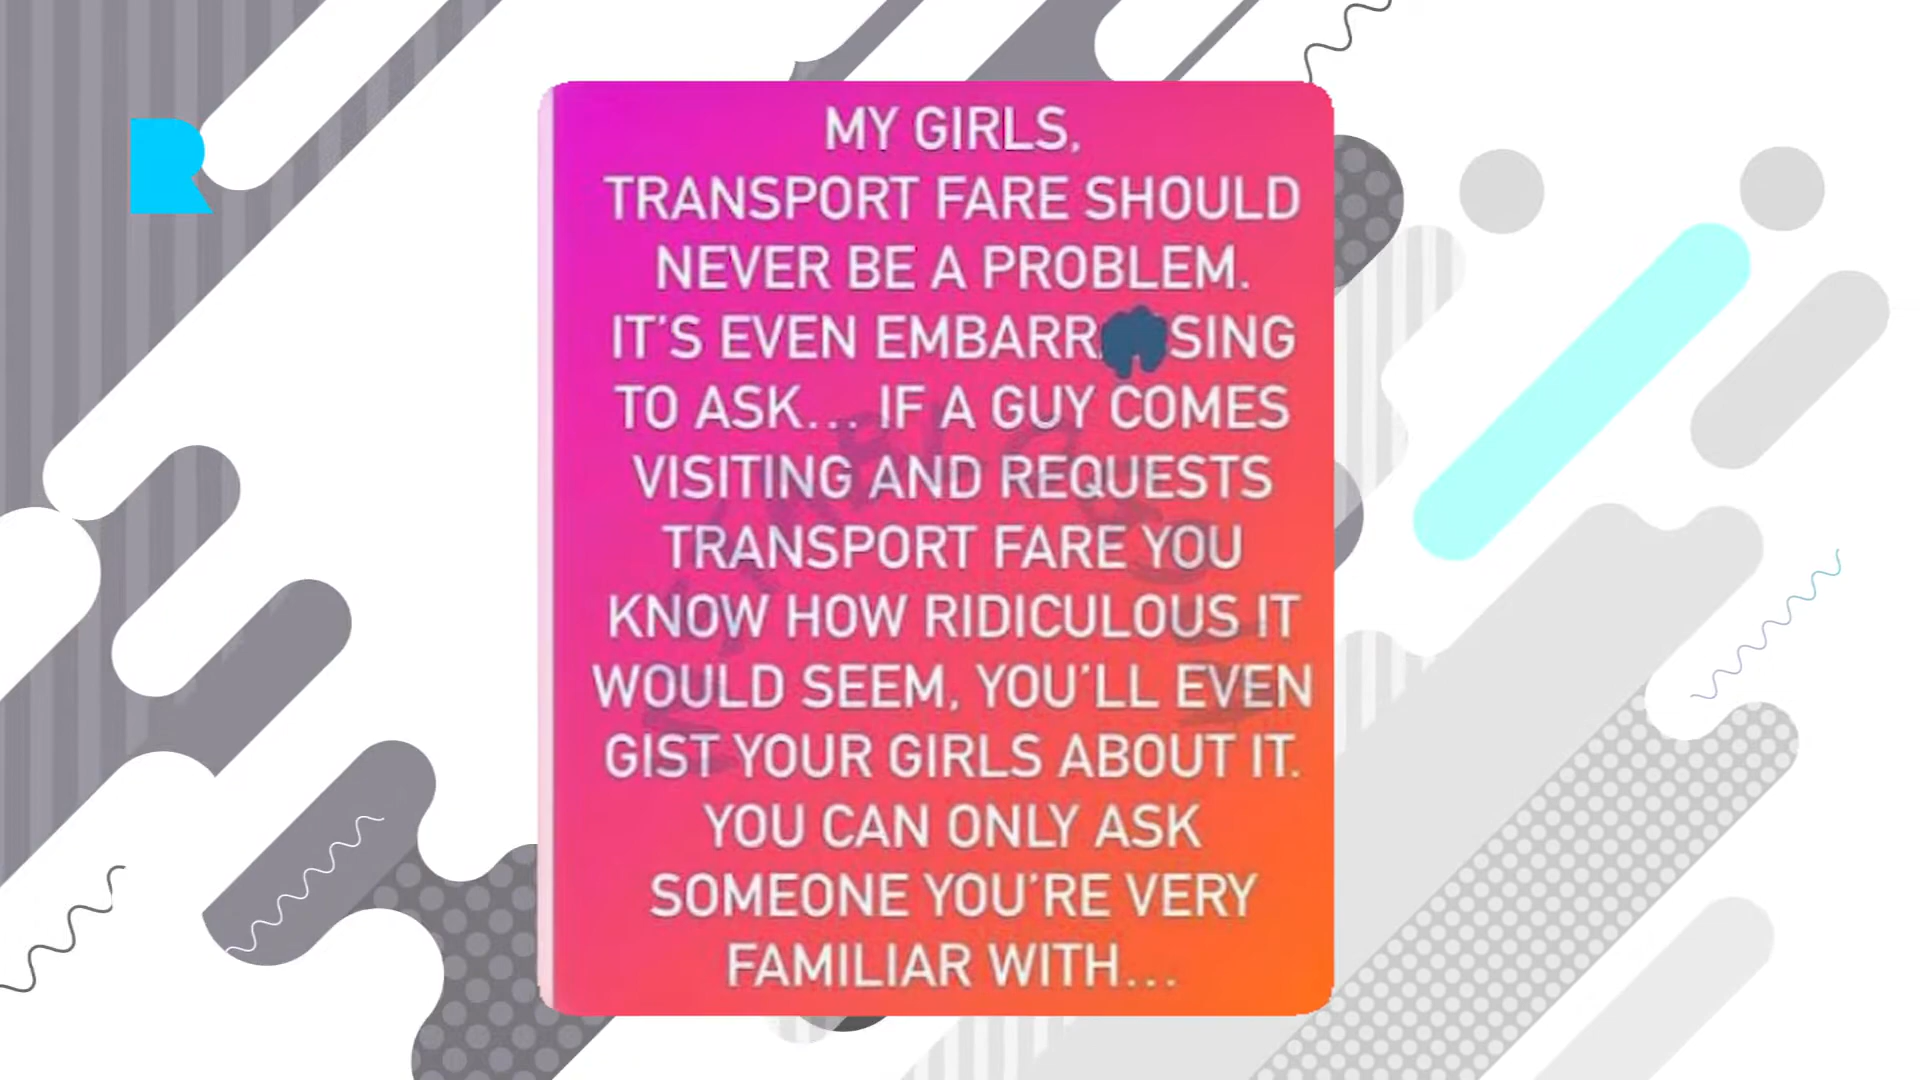 R
MY GIRLS,
TRANSPORT FARE SHOULD
NEVER BE A PROBLEM.
IT'S EVEN SING
TO ASK... IF A GUY COMES
VISITING AND REQUESTS
TRANSPORT FARE YOU
KNOW HOW RIDICULOUS IT
WOULD SEEM, YOU'LL EVEN
GIST YOUR GIRLS ABOUT IT.
YOU CAN ONLY ASK
SOMEONE YOU'RE VERY
FAMILIAR WITH...